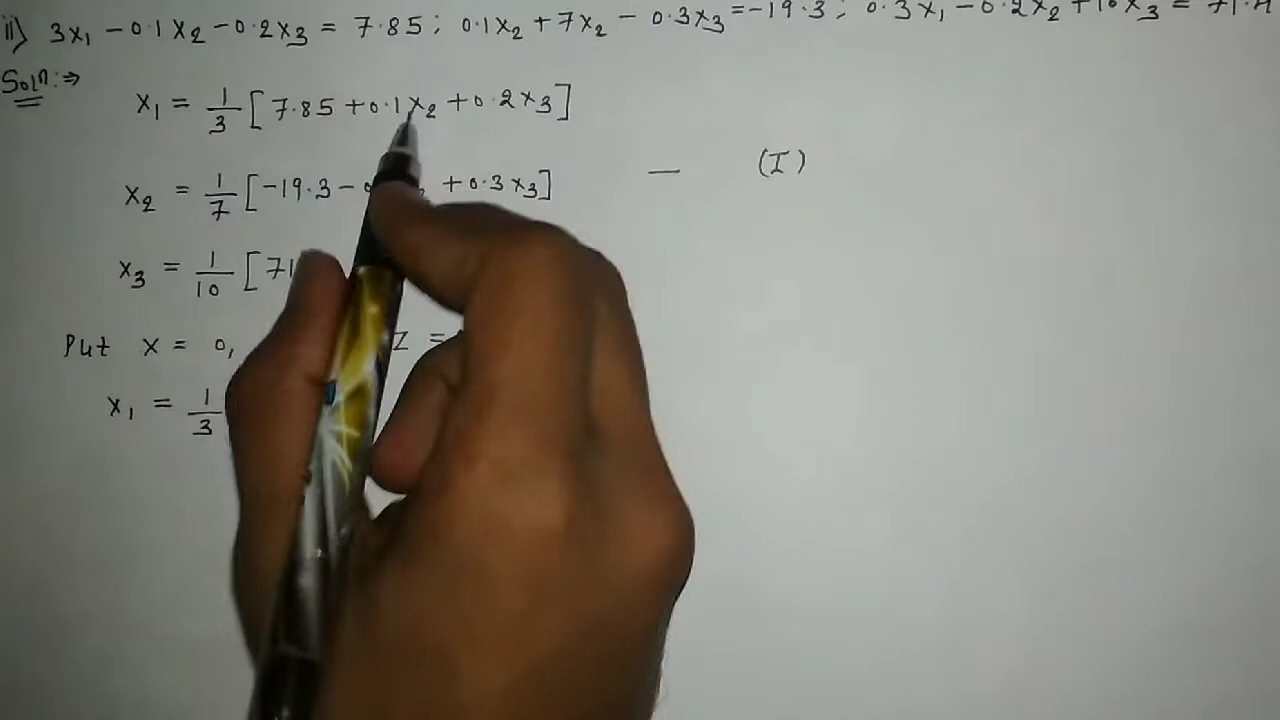 ii) 3x₁ - 0.1x₂ - 0.2x₃ = 7.85 ; 0.1x₂ + 7x₂ - 0.3x₃ = -19.3 ; 0.3x₁ - 0.2x₂ + 10x₃ = 71.4
Solⁿ:⇒
x₁ = 1/3 [7.85 + 0.1x₂ + 0.2x₃]
x₂ = 1/7 [-19.3 - + 0.3x₃] — (I)
x₃ = 1/10 [71
Put x = 0, z =
x₁ = 1/3